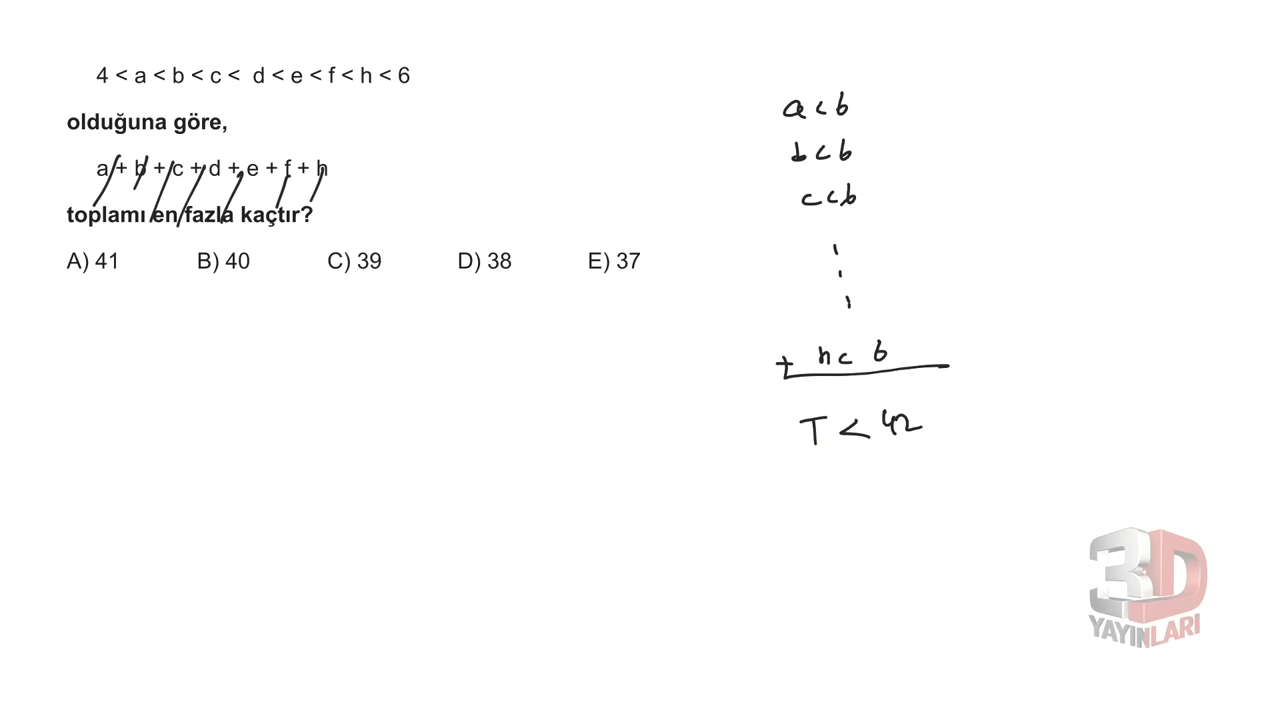 4 < a < b < c < d < e < f < h < 6
olduğuna göre,
a + b + c + d + e + f + h
toplamı en fazla kaçtır?
A) 41 B) 40 C) 39 D) 38 E) 37
a < 6
b < 6
c < 6
+ h < 6
T < 42
3D
YAYINLARI